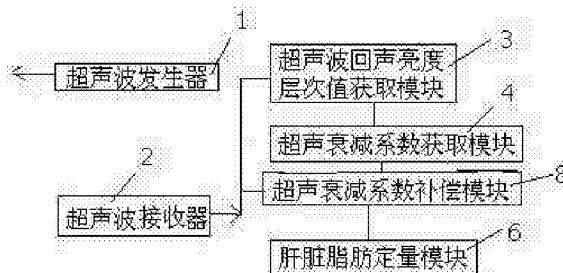 1
超声波发生器
超声波回声亮度
层次值获取模块
3
4
超声衰减系数获取模块
2
超声波接收器
超声衰减系数补偿模块
8
肝脏脂肪定量模块
6